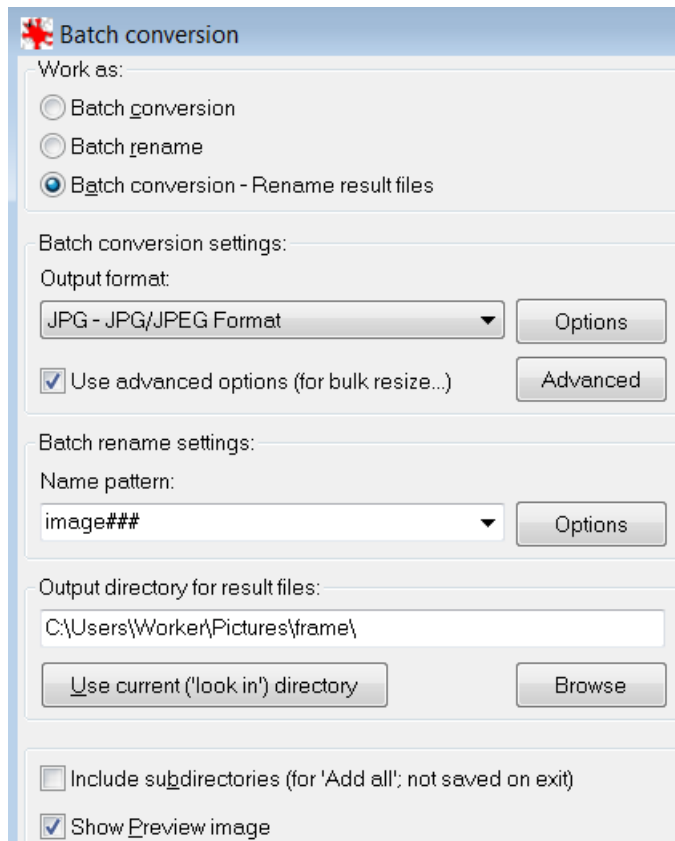 Batch conversion
Work as:
Batch conversion
Batch rename
Batch conversion - Rename result files
Batch conversion settings:
Output format:
JPG - JPG/JPEG Format
Options
Use advanced options (for bulk resize...)
Advanced
Batch rename settings:
Name pattern:
image###
Options
Output directory for result files:
C:\Users\Worker\Pictures\frame\
Use current ('look in') directory
Browse
Include subdirectories (for 'Add all'; not saved on exit)
Show Preview image